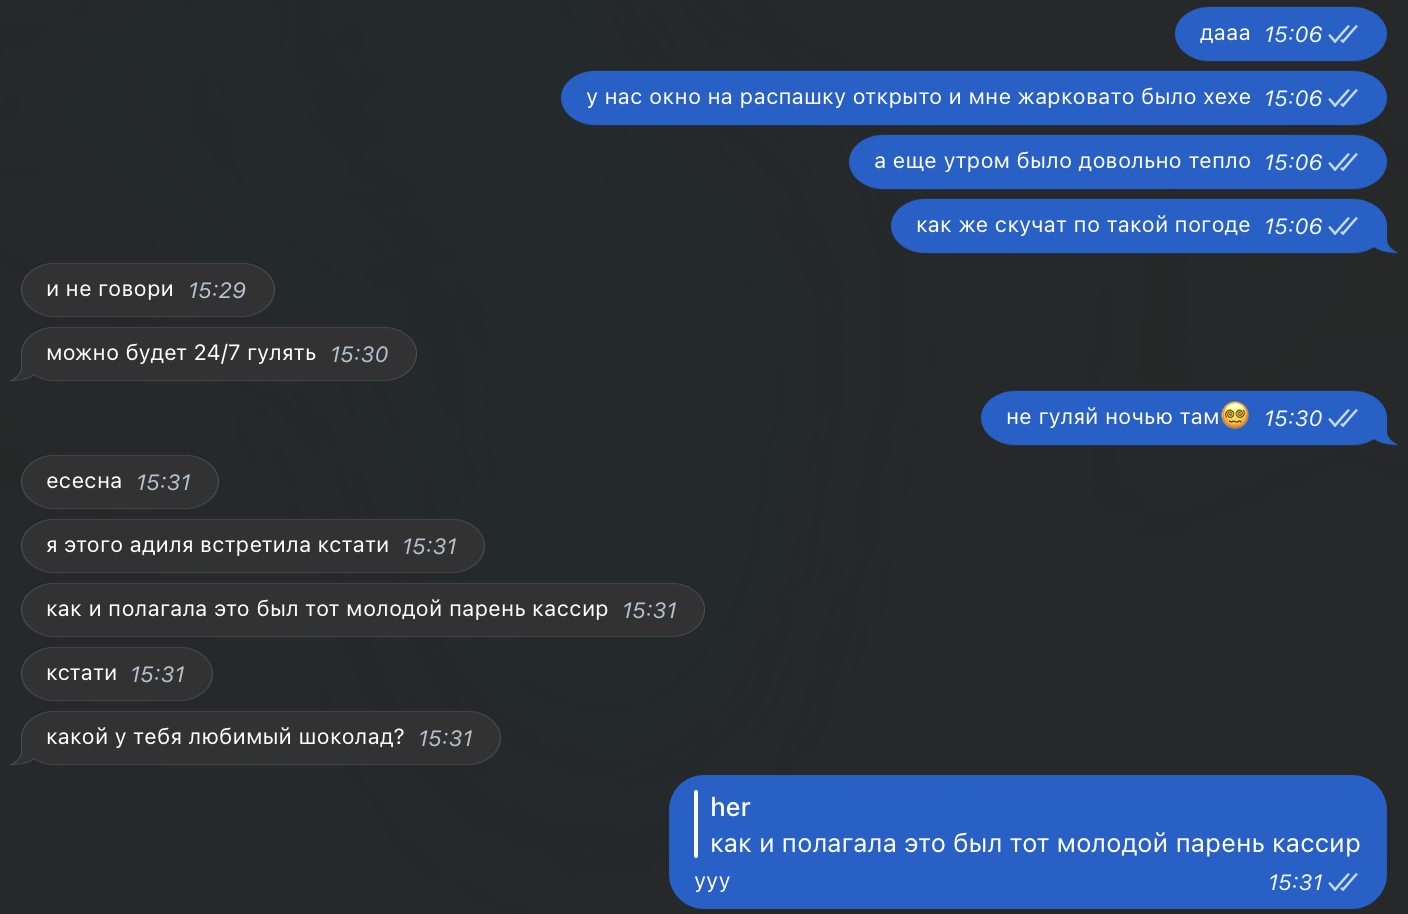 дааа 15:06
у нас окно на распашку открыто и мне жарковато было хехе 15:06
а еще утром было довольно тепло 15:06
как же скучат по такой погоде 15:06
и не говори 15:29
можно будет 24/7 гулять 15:30
не гуляй ночью там😵‍💫 15:30
есесна 15:31
я этого адиля встретила кстати 15:31
как и полагала это был тот молодой парень кассир 15:31
кстати 15:31
какой у тебя любимый шоколад? 15:31
her
как и полагала это был тот молодой парень кассир
ууу 15:31